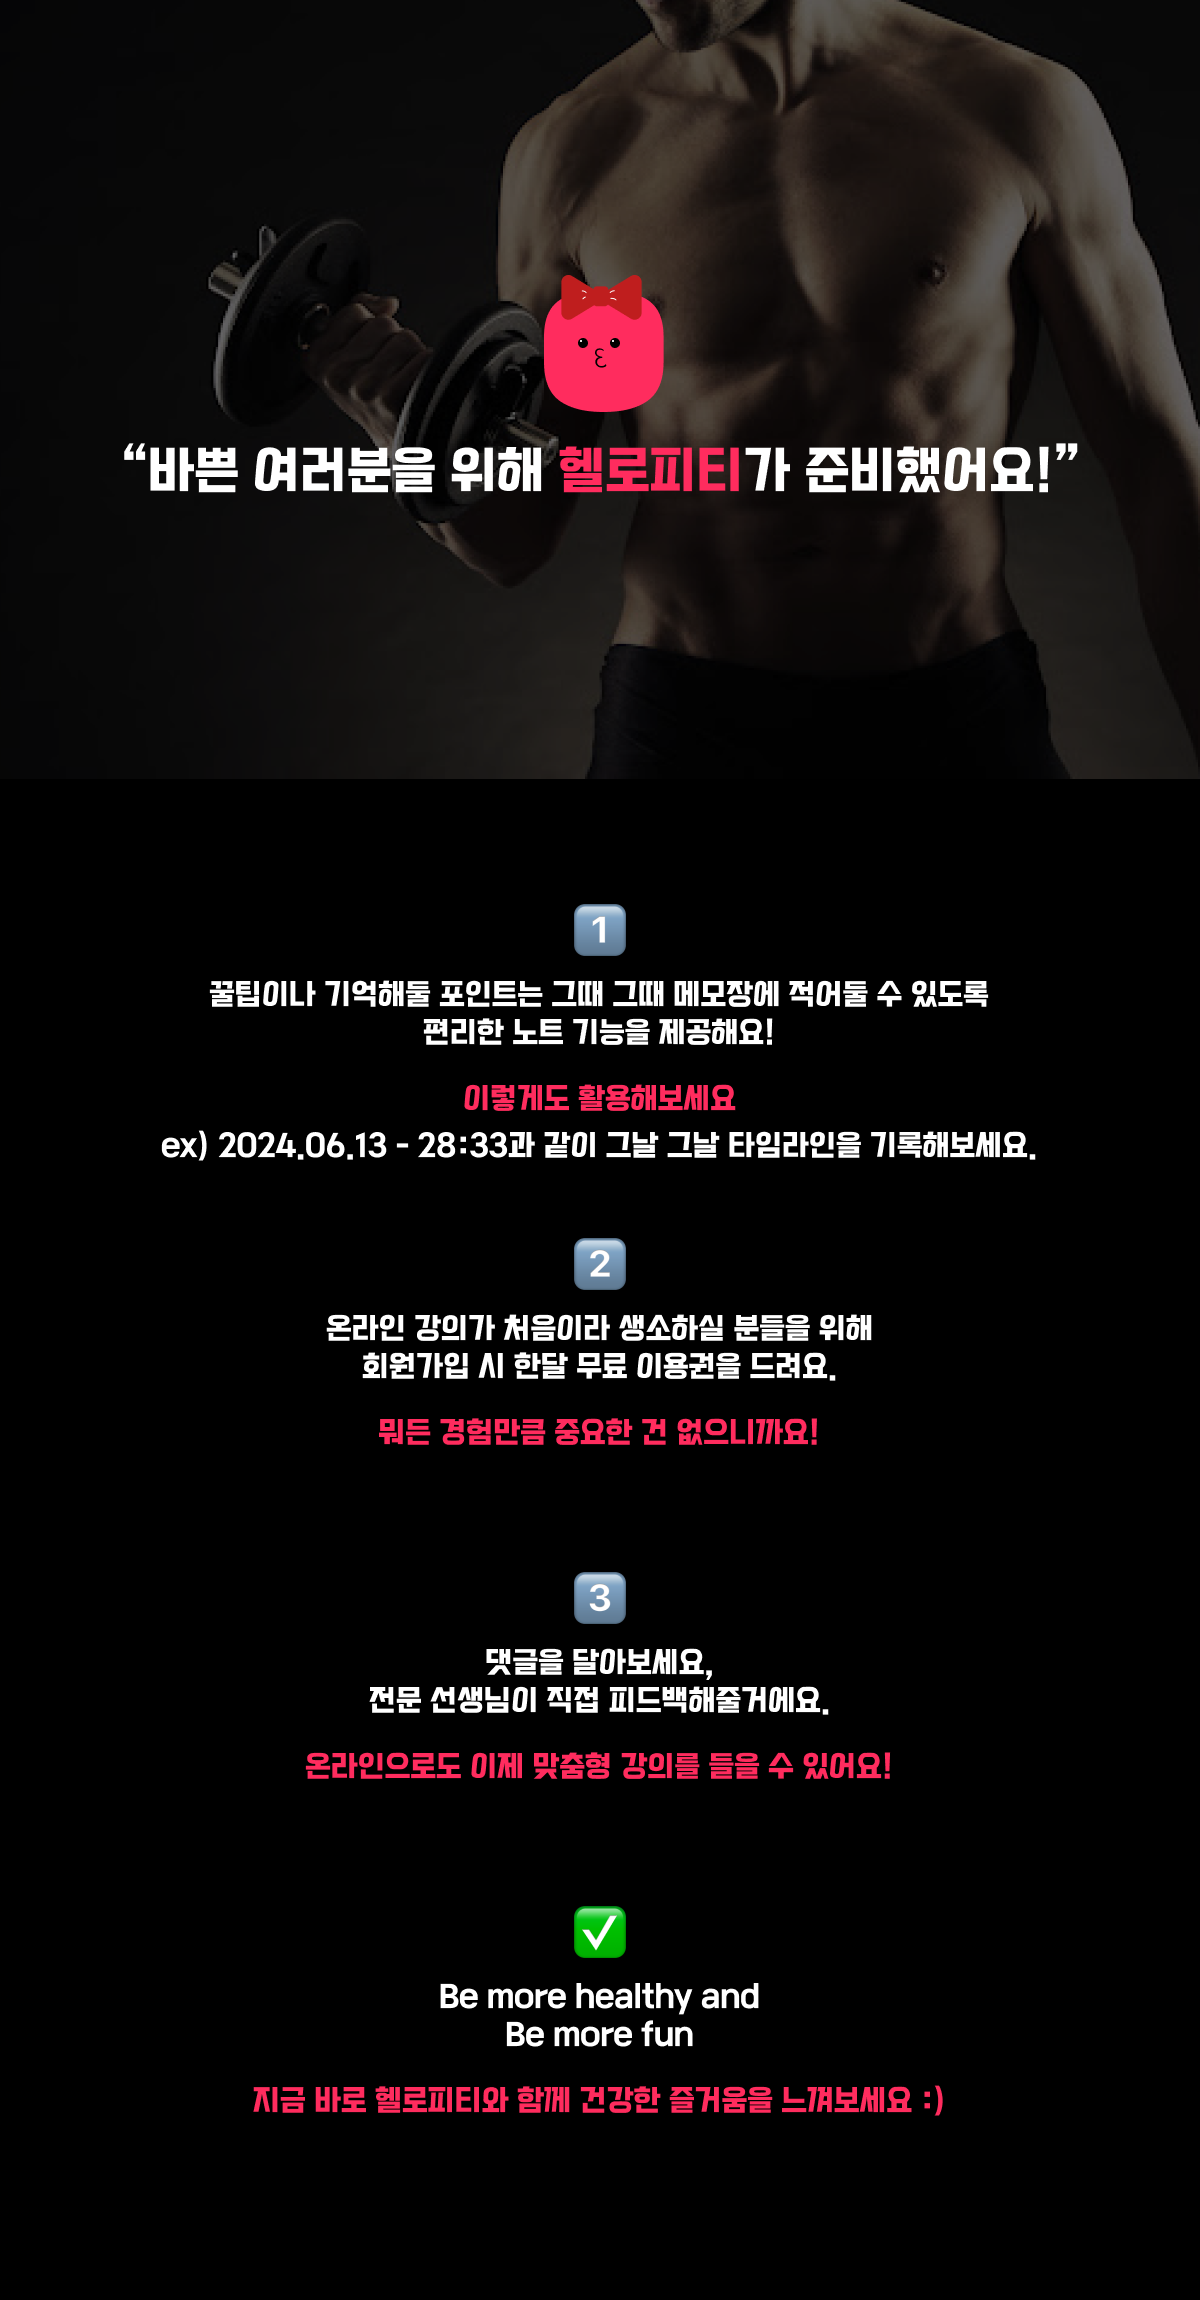 “바쁜 여러분을 위해 헬로피티가 준비했어요!”
1
꿀팁이나 기억해둘 포인트는 그때 그때 메모장에 적어둘 수 있도록
편리한 노트 기능을 제공해요!
이렇게도 활용해보세요
ex) 2024.06.13 - 28:33과 같이 그날 그날 타임라인을 기록해보세요.
2
온라인 강의가 처음이라 생소하실 분들을 위해
회원가입 시 한달 무료 이용권을 드려요.
뭐든 경험만큼 중요한 건 없으니까요!
3
댓글을 달아보세요,
전문 선생님이 직접 피드백해줄거에요.
온라인으로도 이제 맞춤형 강의를 들을 수 있어요!
Be more healthy and
Be more fun
지금 바로 헬로피티와 함께 건강한 즐거움을 느껴보세요 :)